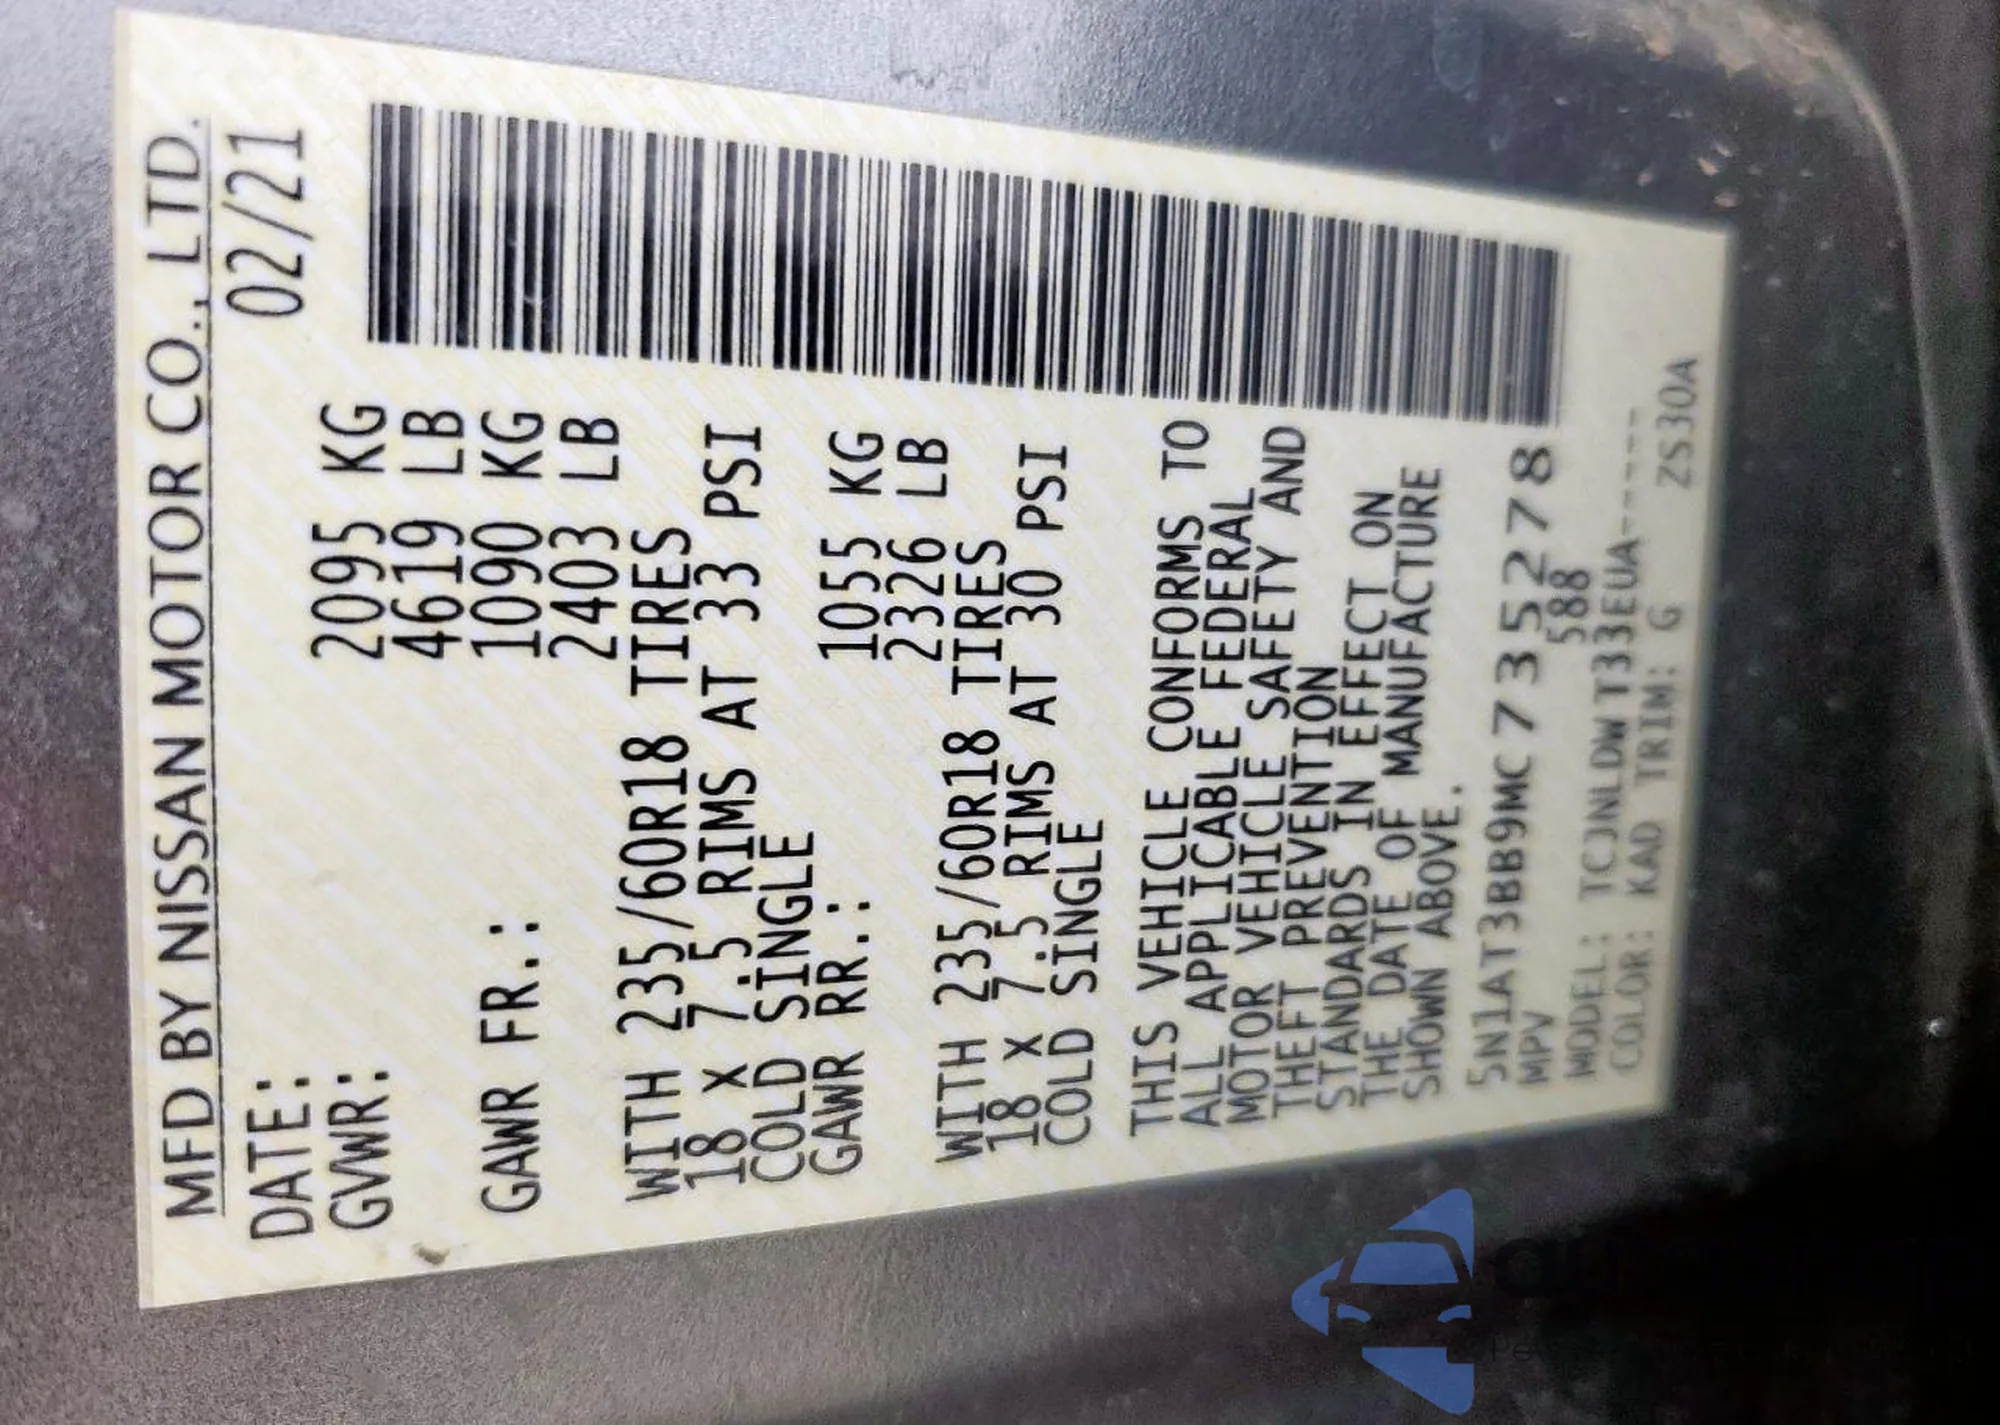 MFD BY NISSAN MOTOR CO., LTD.
DATE: 02/21
GVWR: 2095 KG
4619 LB
GAWR FR.: 1090 KG
2403 LB
WITH 235/60R18 TIRES
18 X 7.5 RIMS AT 33 PSI
COLD SINGLE
GAWR RR.: 1055 KG
2326 LB
WITH 235/60R18 TIRES
18 X 7.5 RIMS AT 30 PSI
COLD SINGLE
THIS VEHICLE CONFORMS TO
ALL APPLICABLE FEDERAL
MOTOR VEHICLE SAFETY AND
THEFT PREVENTION
STANDARDS IN EFFECT ON
THE DATE OF MANUFACTURE
SHOWN ABOVE.
5N1AT3BB9MC735278
MPV 588
MODEL: TCJNLDWT33EUA------
COLOR: KAD TRIM: G ZS30A